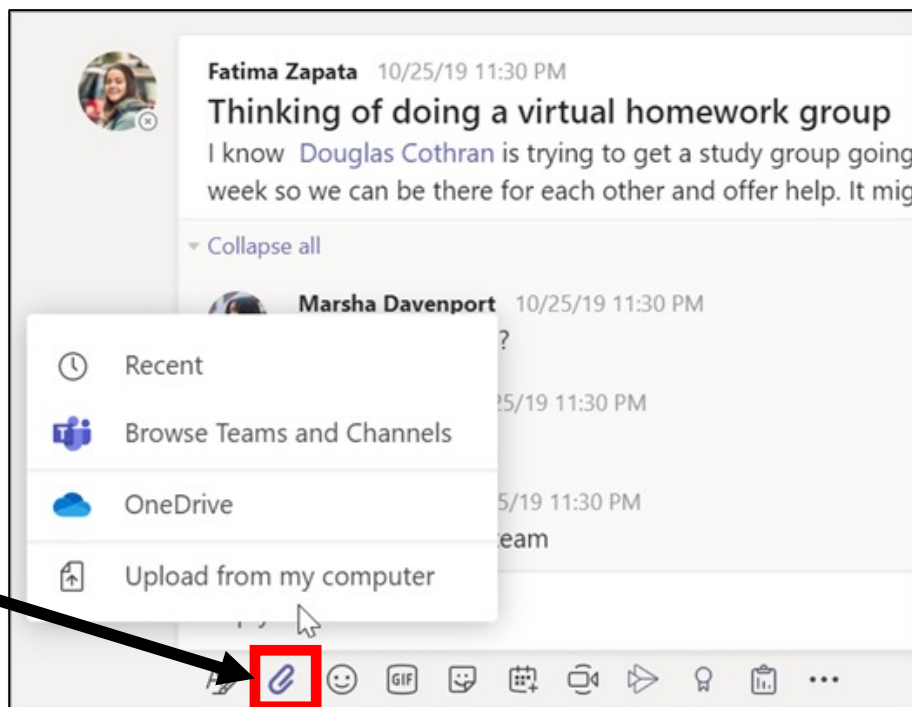 Fatima Zapata 10/25/19 11:30 PM
Thinking of doing a virtual homework group
I know Douglas Cothran is trying to get a study group going
week so we can be there for each other and offer help. It mig
Collapse all
Marsha Davenport 10/25/19 11:30 PM
?
Recent
25/19 11:30 PM
Browse Teams and Channels
OneDrive
5/19 11:30 PM
team
Upload from my computer
GIF